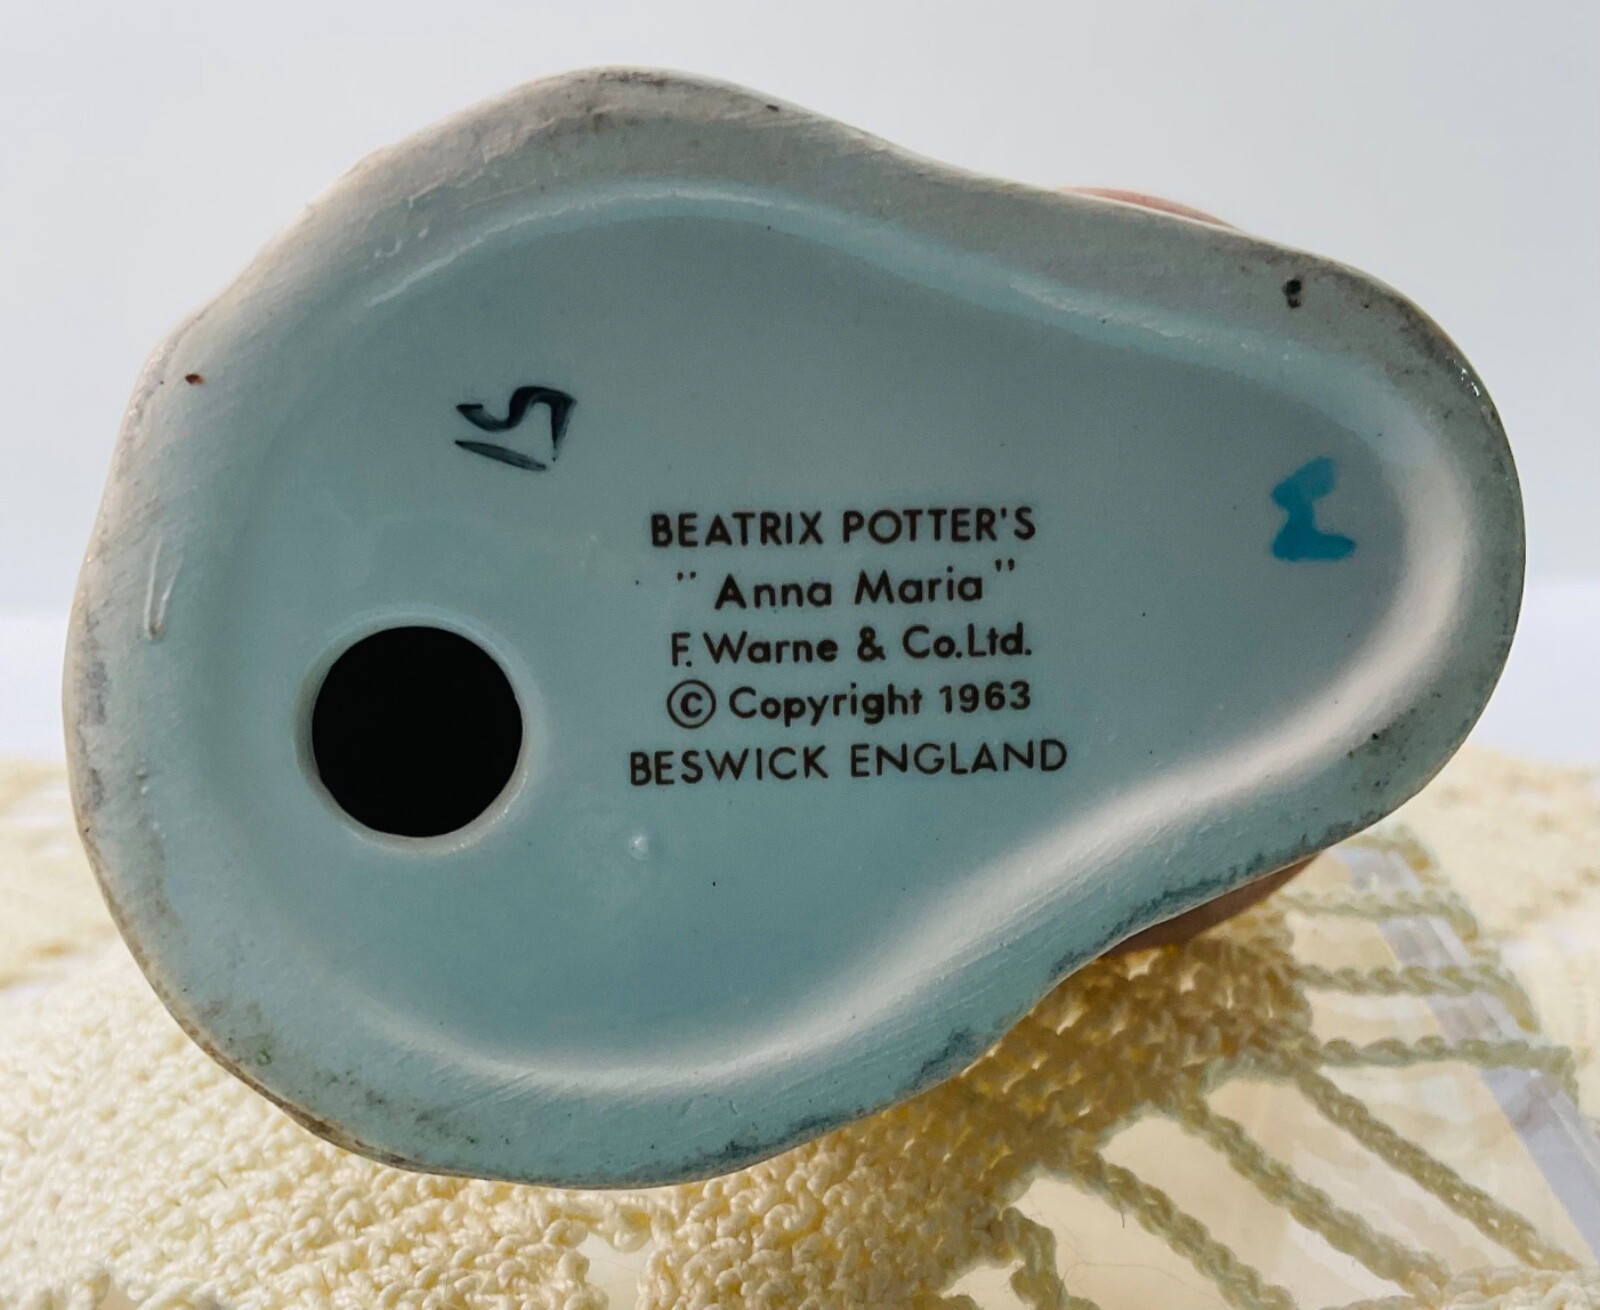 BEATRIX POTTER'S
" Anna Maria "
F. Warne & Co.Ltd.
© Copyright 1963
BESWICK ENGLAND